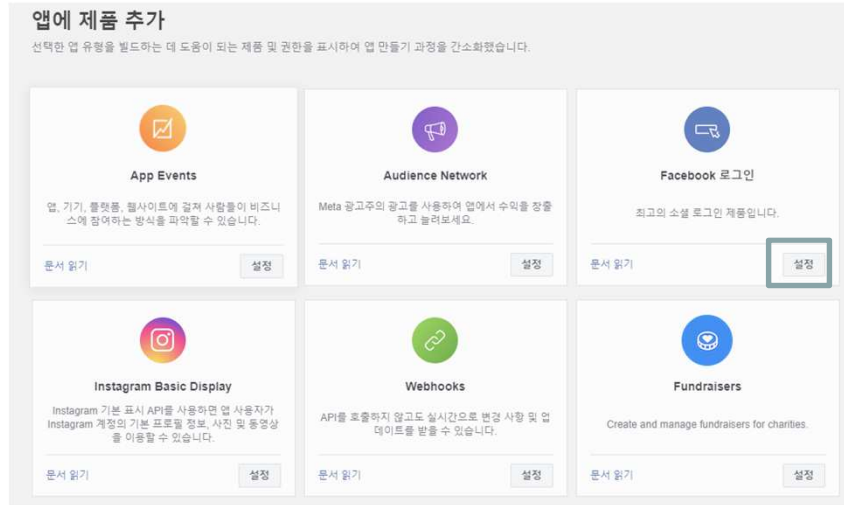 앱에 제품 추가
선택한 앱 유형을 빌드하는 데 도움이 되는 제품 및 권한을 표시하여 앱 만들기 과정을 간소화했습니다.
App Events
앱, 기기, 플랫폼, 웹사이트에 걸쳐 사람들이 비즈니
스에 참여하는 방식을 파악할 수 있습니다.
문서 읽기
설정
Audience Network
Meta 광고주의 광고를 사용하여 앱에서 수익을 창출
하고 늘려보세요.
문서 읽기
설정
Facebook 로그인
최고의 소셜 로그인 제품입니다.
문서 읽기
설정
Instagram Basic Display
Instagram 기본 표시 API를 사용하면 앱 사용자가
Instagram 계정의 기본 프로필 정보, 사진 및 동영상
을 이용할 수 있습니다.
문서 읽기
설정
Webhooks
API를 호출하지 않고도 실시간으로 변경 사항 및 업
데이트를 받을 수 있습니다.
문서 읽기
설정
Fundraisers
Create and manage fundraisers for charities.
문서 읽기
설정